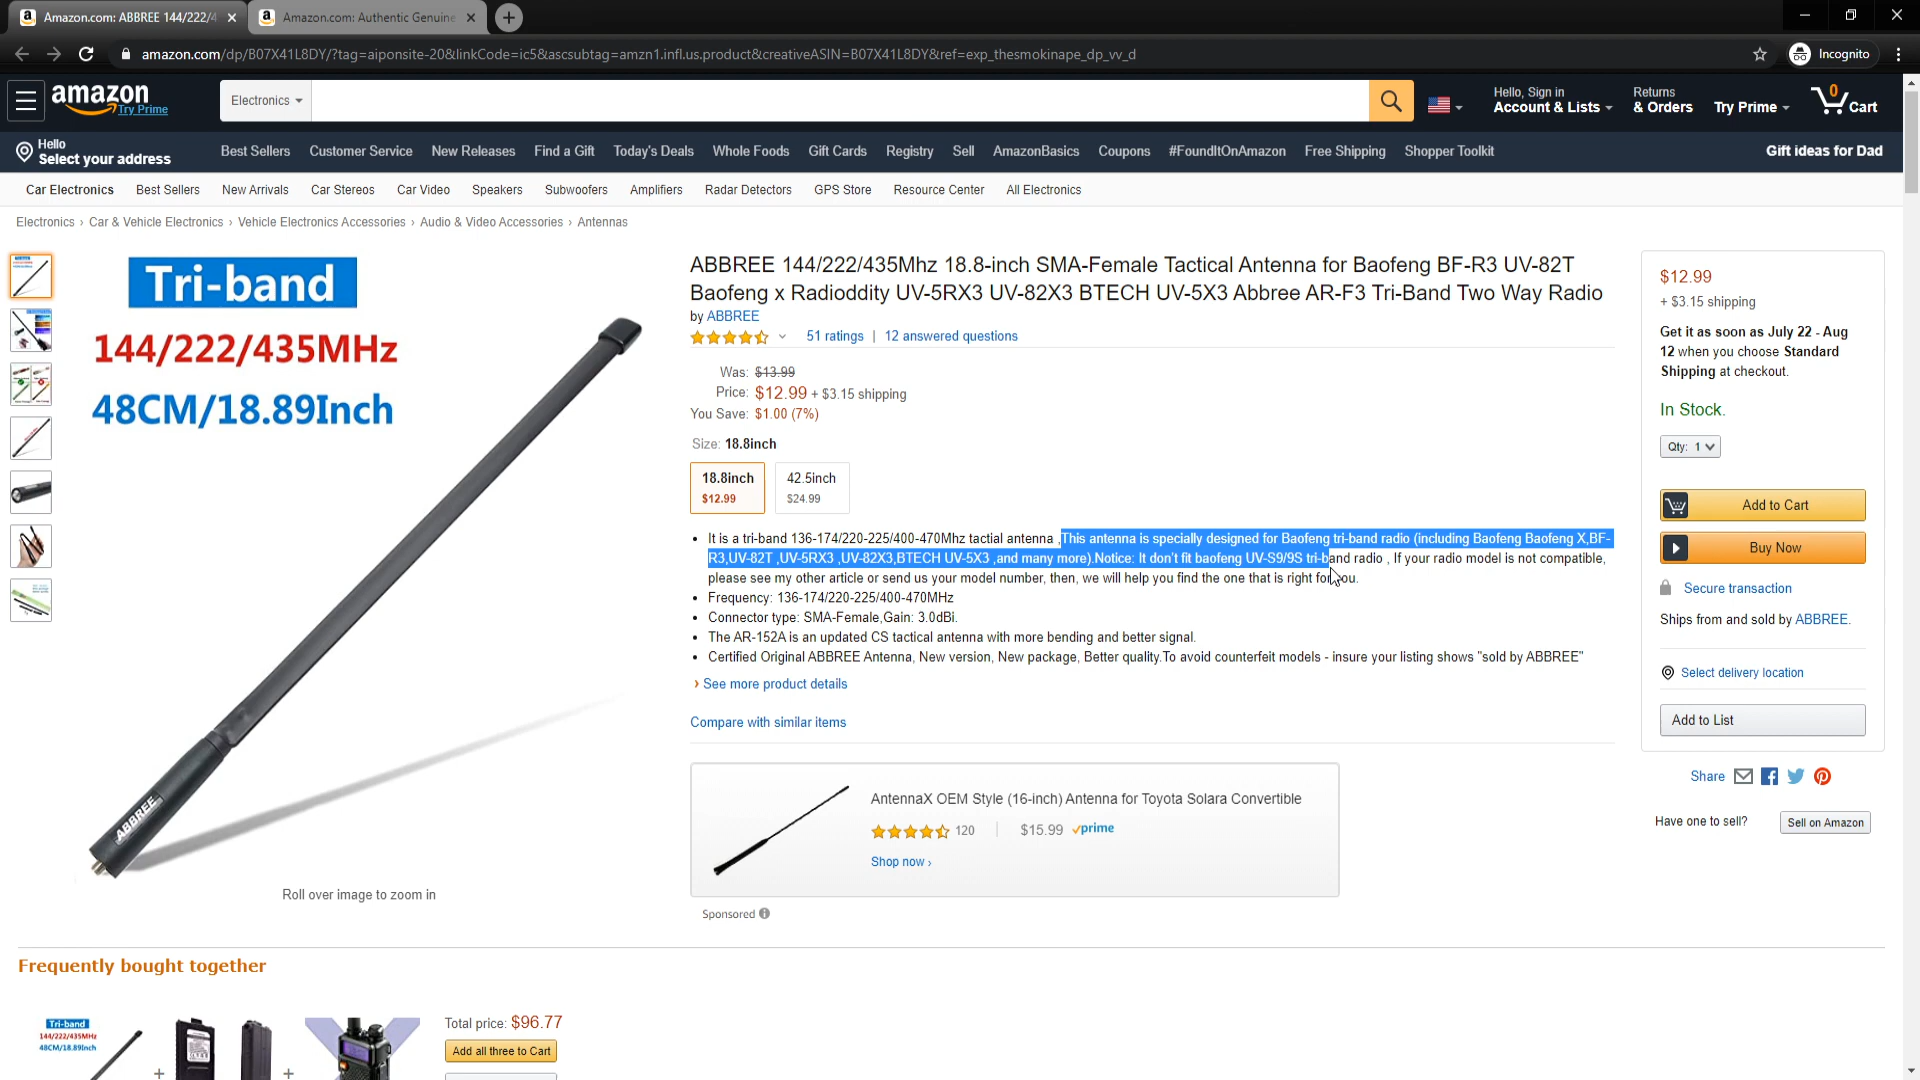 Amazon.com: ABBREE 144/222/4
Amazon.com: Authentic Genuine
amazon.com/dp/B07X41L8DY/?tag=aiponsite-20&linkCode=ic5&ascsubtag=amzn1.infl.us.product&creativeASIN=B07X41L8DY&ref=exp_thesmokinape_dp_vv_d
Incognito
amazon
Try Prime
Electronics
Hello, Sign in
Account & Lists
Returns
& Orders
Try Prime
0
Cart
Hello
Select your address
Best Sellers Customer Service New Releases Find a Gift Today's Deals Whole Foods Gift Cards Registry Sell AmazonBasics Coupons #FoundItOnAmazon Free Shipping Shopper Toolkit
Gift ideas for Dad
Car Electronics Best Sellers New Arrivals Car Stereos Car Video Speakers Subwoofers Amplifiers Radar Detectors GPS Store Resource Center All Electronics
Electronics › Car & Vehicle Electronics › Vehicle Electronics Accessories › Audio & Video Accessories › Antennas
Tri-band
144/222/435MHz
48CM/18.89Inch
ABBREE
Roll over image to zoom in
ABBREE 144/222/435Mhz 18.8-inch SMA-Female Tactical Antenna for Baofeng BF-R3 UV-82T
Baofeng x Radioddity UV-5RX3 UV-82X3 BTECH UV-5X3 Abbree AR-F3 Tri-Band Two Way Radio
by ABBREE
51 ratings | 12 answered questions
Was: $13.99
Price: $12.99 + $3.15 shipping
You Save: $1.00 (7%)
Size: 18.8inch
18.8inch
$12.99
42.5inch
$24.99
• It is a tri-band 136-174/220-225/400-470Mhz tactial antenna ,This antenna is specially designed for Baofeng tri-band radio (including Baofeng Baofeng X,BF-
R3,UV-82T ,UV-5RX3 ,UV-82X3,BTECH UV-5X3 ,and many more).Notice: It don't fit baofeng UV-S9/9S tri-band radio , If your radio model is not compatible,
please see my other article or send us your model number, then, we will help you find the one that is right for you.
• Frequency: 136-174/220-225/400-470MHz
• Connector type: SMA-Female,Gain: 3.0dBi.
• The AR-152A is an updated CS tactical antenna with more bending and better signal.
• Certified Original ABBREE Antenna, New version, New package, Better quality.To avoid counterfeit models - insure your listing shows "sold by ABBREE"
› See more product details
Compare with similar items
AntennaX OEM Style (16-inch) Antenna for Toyota Solara Convertible
120
$15.99 prime
Shop now ›
Sponsored
$12.99
+ $3.15 shipping
Get it as soon as July 22 - Aug
12 when you choose Standard
Shipping at checkout.
In Stock.
Qty: 1
Add to Cart
Buy Now
Secure transaction
Ships from and sold by ABBREE.
Select delivery location
Add to List
Share
Have one to sell?
Sell on Amazon
Frequently bought together
Tri-band
144/222/435MHz
48CM/18.89Inch
+
+
Total price: $96.77
Add all three to Cart